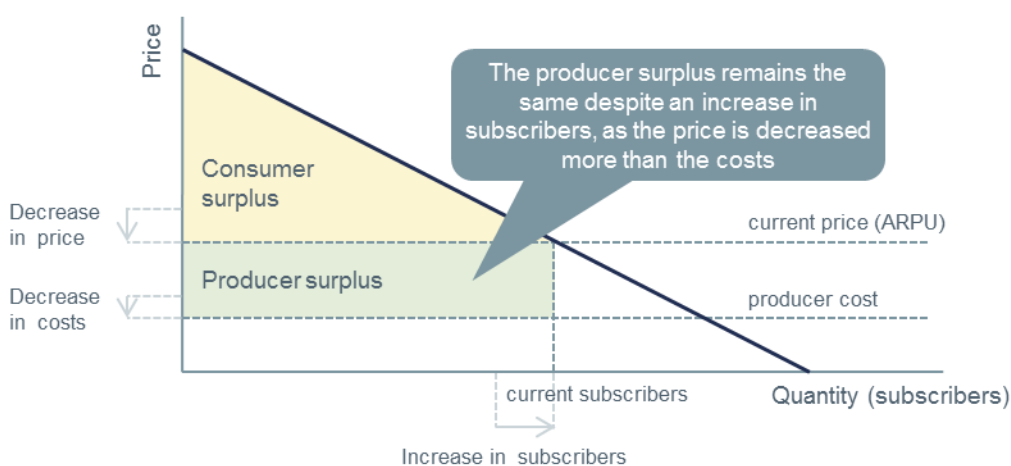 Price
The producer surplus remains the
same despite an increase in
subscribers, as the price is decreased
more than the costs
Consumer
surplus
Decrease
in price
current price (ARPU)
Producer surplus
Decrease
in costs
producer cost
current subscribers
Quantity (subscribers)
Increase in subscribers